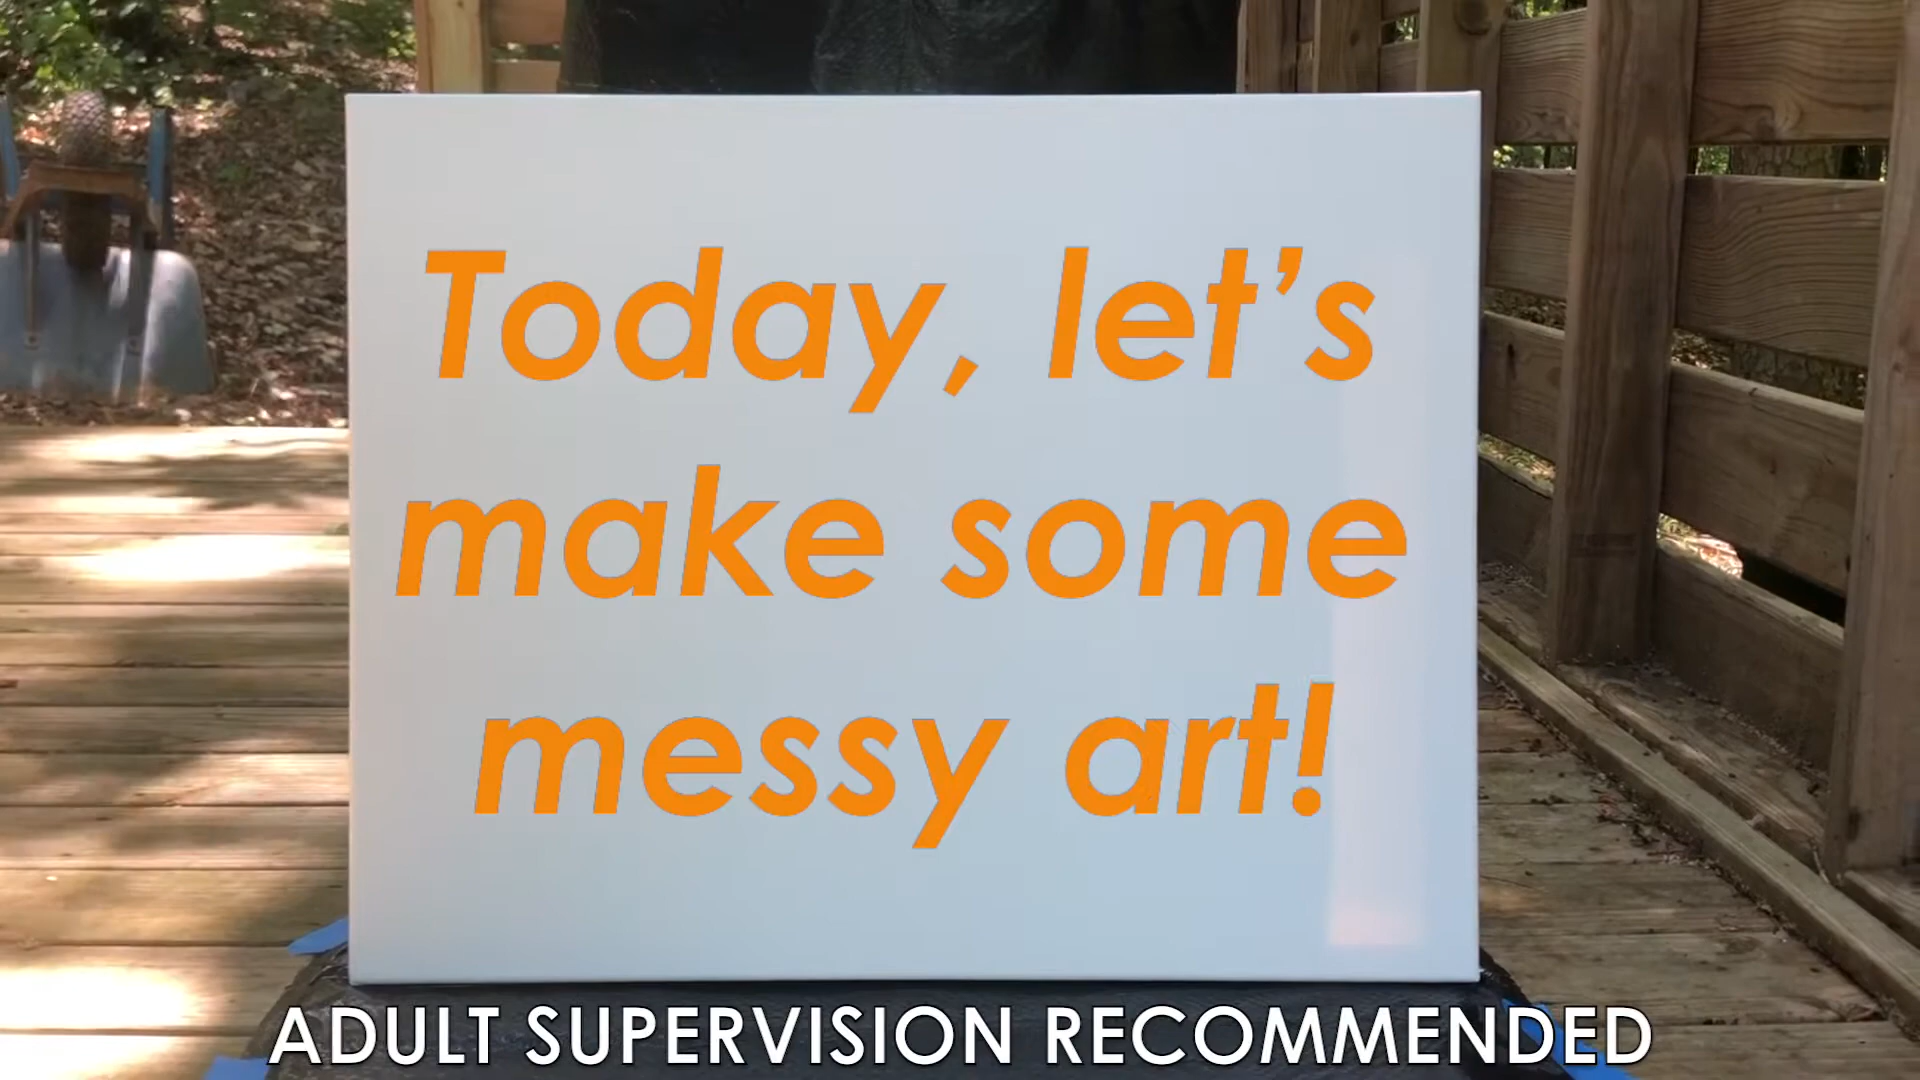 Today, let’s
make some
messy art!
ADULT SUPERVISION RECOMMENDED